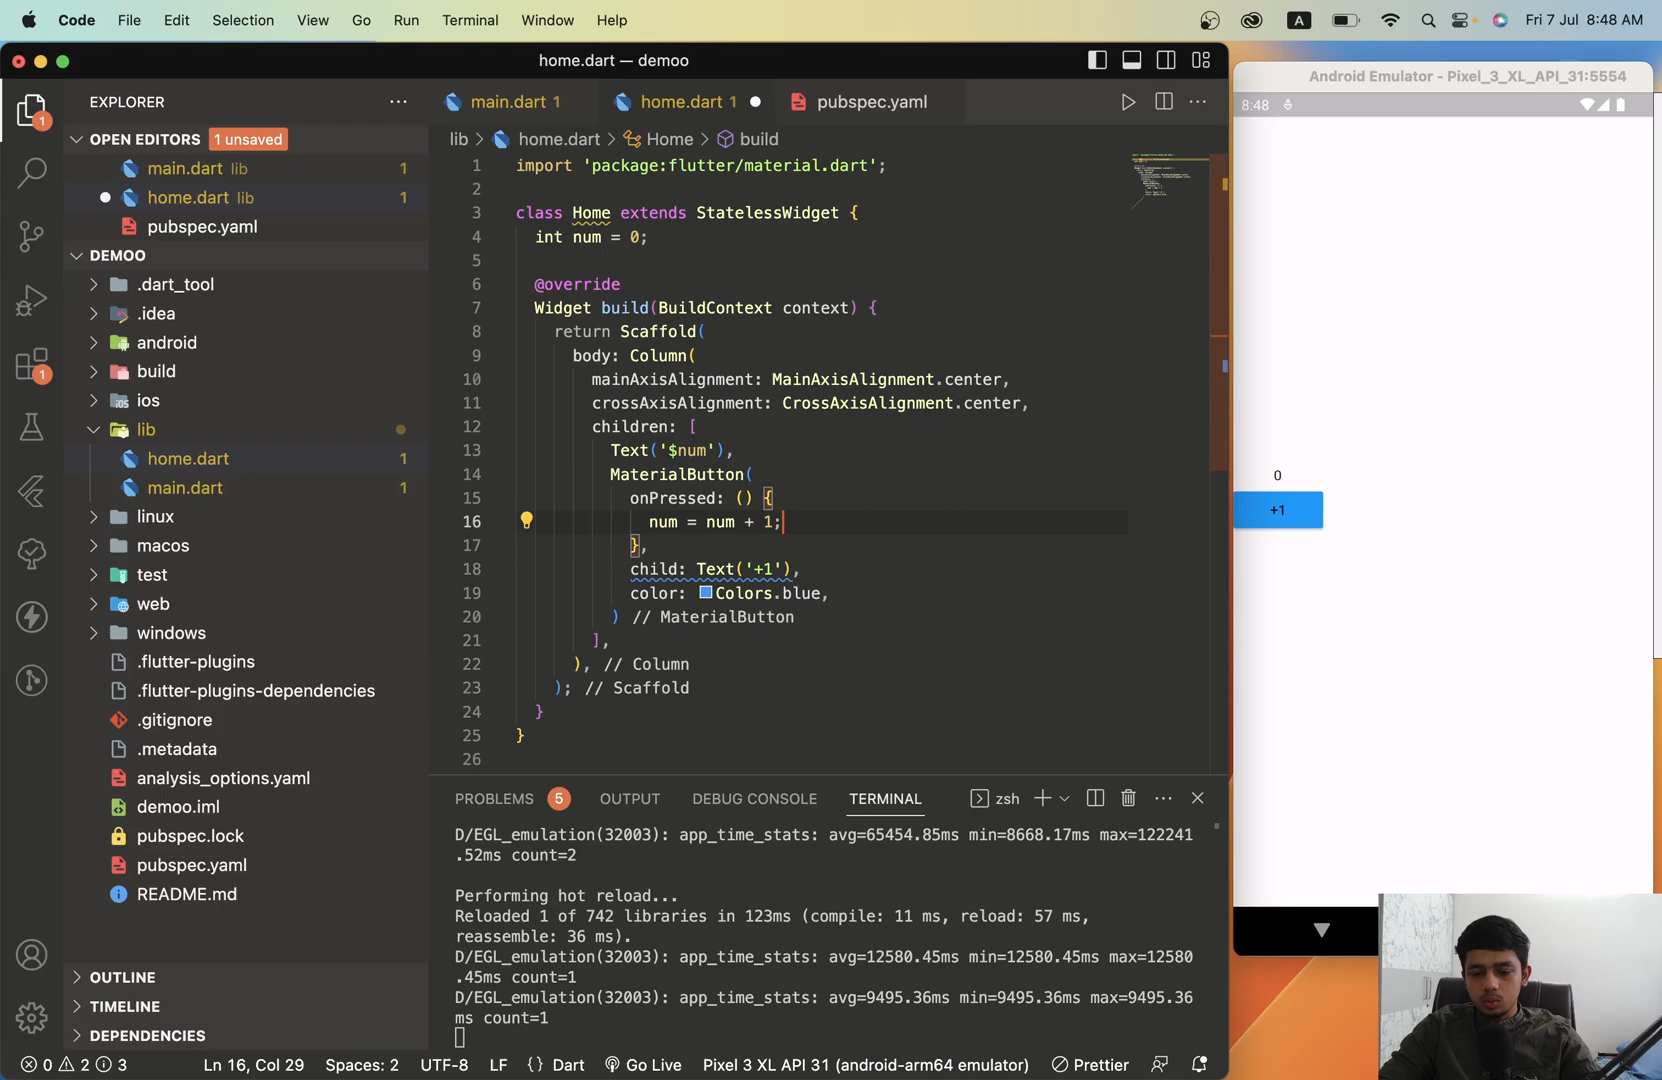 Code File Edit Selection View Go Run Terminal Window Help A Fri 7 Jul 8:48 AM
home.dart — demoo
EXPLORER
OPEN EDITORS 1 unsaved
main.dart lib 1
home.dart lib 1
pubspec.yaml
DEMOO
.dart_tool
.idea
android
build
ios
lib
home.dart 1
main.dart 1
linux
macos
test
web
windows
.flutter-plugins
.flutter-plugins-dependencies
.gitignore
.metadata
analysis_options.yaml
demoo.iml
pubspec.lock
pubspec.yaml
README.md
OUTLINE
TIMELINE
DEPENDENCIES
1
1
main.dart 1 home.dart 1 pubspec.yaml
lib > home.dart > Home > build
1 import 'package:flutter/material.dart';
2
3 class Home extends StatelessWidget {
4 int num = 0;
5
6 @override
7 Widget build(BuildContext context) {
8 return Scaffold(
9 body: Column(
10 mainAxisAlignment: MainAxisAlignment.center,
11 crossAxisAlignment: CrossAxisAlignment.center,
12 children: [
13 Text('$num'),
14 MaterialButton(
15 onPressed: () {
16 num = num + 1;
17 },
18 child: Text('+1'),
19 color: Colors.blue,
20 ) // MaterialButton
21 ],
22 ), // Column
23 ); // Scaffold
24 }
25 }
26
PROBLEMS 5 OUTPUT DEBUG CONSOLE TERMINAL zsh
D/EGL_emulation(32003): app_time_stats: avg=65454.85ms min=8668.17ms max=122241
.52ms count=2
Performing hot reload...
Reloaded 1 of 742 libraries in 123ms (compile: 11 ms, reload: 57 ms,
reassemble: 36 ms).
D/EGL_emulation(32003): app_time_stats: avg=12580.45ms min=12580.45ms max=12580
.45ms count=1
D/EGL_emulation(32003): app_time_stats: avg=9495.36ms min=9495.36ms max=9495.36
ms count=1
0 2 3 Ln 16, Col 29 Spaces: 2 UTF-8 LF {} Dart Go Live Pixel 3 XL API 31 (android-arm64 emulator) Prettier
Android Emulator - Pixel_3_XL_API_31:5554
8:48
0
+1